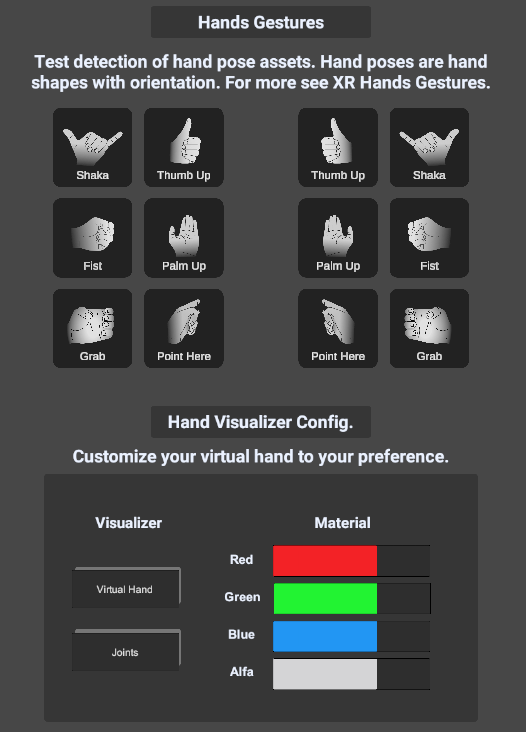 Hands Gestures
Test detection of hand pose assets. Hand poses are hand
shapes with orientation. For more see XR Hands Gestures.
Shaka Thumb Up Thumb Up Shaka
Fist Palm Up Palm Up Fist
Grab Point Here Point Here Grab
Hand Visualizer Config.
Customize your virtual hand to your preference.
Visualizer Material
Red
Virtual Hand
Green
Blue
Joints
Alfa